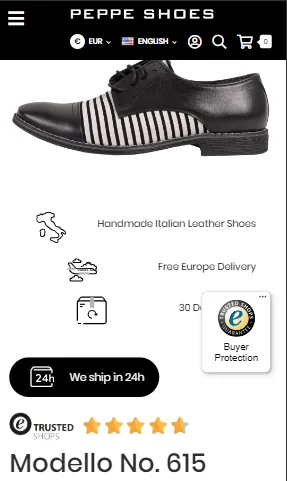 PEPPE SHOES
€ EUR ENGLISH 0
Handmade Italian Leather Shoes
Free Europe Delivery
30 D
TRUSTED SHOPS
GUARANTEE
e
Buyer
Protection
24h We ship in 24h
e TRUSTED
SHOPS
Modello No. 615